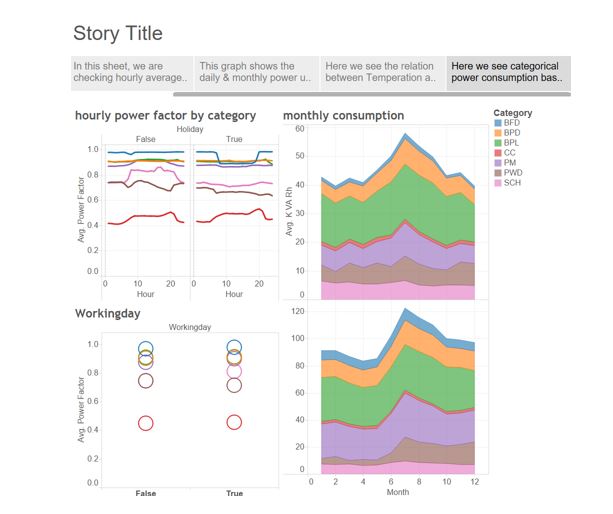 Story Title
In this sheet, we are
checking hourly average..
This graph shows the
daily & monthly power u..
Here we see the relation
between Temperation a..
Here we see categorical
power consumption bas..
hourly power factor by category
Holiday
False
True
1.0
0.8
0.6
0.4
0.2
0.0
Avg. Power Factor
0
10
20
0
10
20
Hour
Hour
monthly consumption
60
50
40
30
20
10
0
Avg. K VA Rh
Category
BFD
BPD
BPL
CC
PM
PWD
SCH
Workingday
Workingday
1.0
0.8
0.6
0.4
0.2
0.0
Avg. Power Factor
False
True
120
100
80
60
40
20
0
0
2
4
6
8
10
12
Month